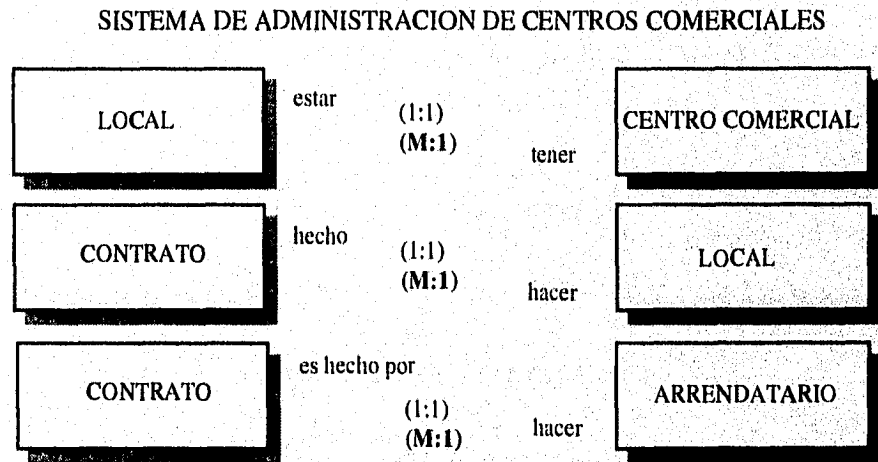 SISTEMA DE ADMINISTRACION DE CENTROS COMERCIALES
LOCAL
estar
(1:1)
(M:1)
tener
CENTRO COMERCIAL
CONTRATO
hecho
(1:1)
(M:1)
hacer
LOCAL
CONTRATO
es hecho por
(1:1)
(M:1)
hacer
ARRENDATARIO